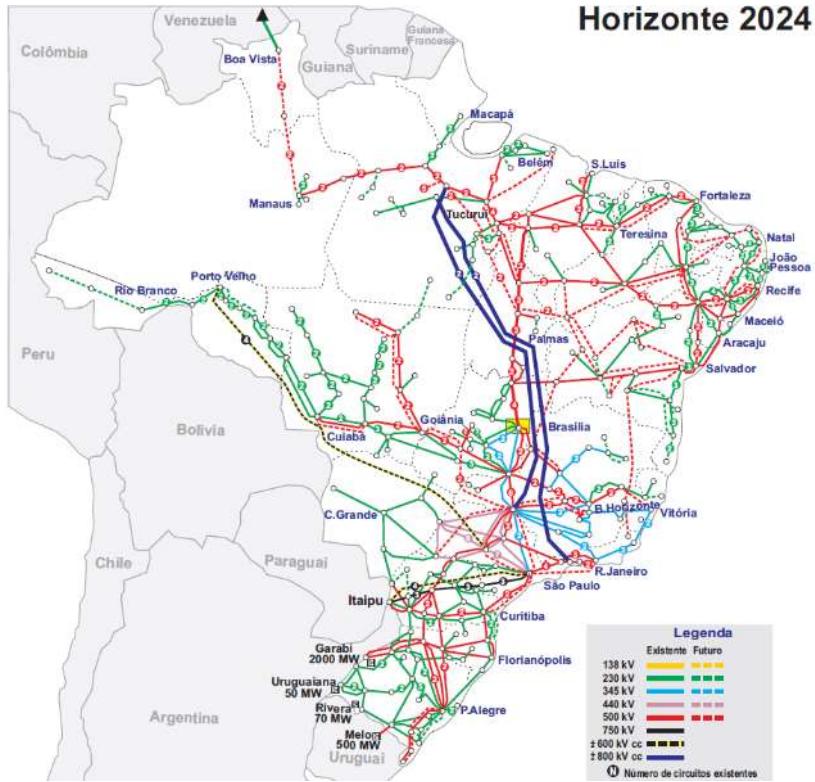 Horizonte 2024
Venezuela
Guiana
Francesa
Colômbia
Suriname
Boa Vista
Guiana
Macapá
Belém
S.Luís
Manaus
Fortaleza
Tucuruí
Teresina
Natal
João
Pessoa
Porto Velho
Rio Branco
Recife
Maceió
Palmas
Aracaju
Peru
Salvador
Goiânia
Brasilia
Bolívia
Cuiabá
C.Grande
B.Horizonte
Vitória
Chile
Paraguai
R.Janeiro
São Paulo
Itaipu
Curitiba
Garabi
2000 MW
Florianópolis
Uruguaiana
50 MW
Rivera
70 MW
P.Alegre
Argentina
Melo
500 MW
Uruguai
Legenda
Existente Futuro
138 kV
230 kV
345 kV
440 kV
500 kV
750 kV
±600 kV cc
±800 kV cc
N Número de circuitos existentes